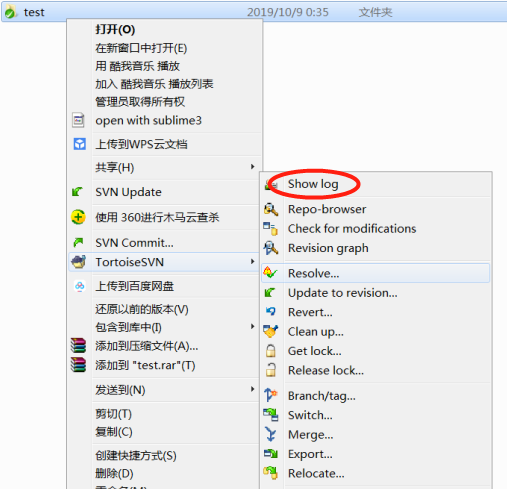 test 2019/10/9 0:35 文件夹
打开(O)
在新窗口中打开(E)
用 酷我音乐 播放
加入 酷我音乐 播放列表
管理员取得所有权
open with sublime3
上传到WPS云文档
共享(H)
SVN Update
使用 360进行木马云查杀
SVN Commit...
TortoiseSVN
上传到百度网盘
还原以前的版本(V)
包含到库中(I)
添加到压缩文件(A)...
添加到 "test.rar"(T)
发送到(N)
剪切(T)
复制(C)
创建快捷方式(S)
删除(D)
Show log
Repo-browser
Check for modifications
Revision graph
Resolve...
Update to revision...
Revert...
Clean up...
Get lock...
Release lock...
Branch/tag...
Switch...
Merge...
Export...
Relocate...